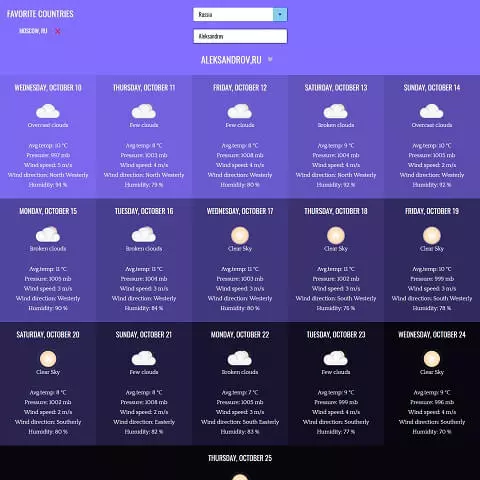 FAVORITE COUNTRIES
MOSCOW, RU
Russia
Aleksandrov
ALEKSANDROV,RU
WEDNESDAY, OCTOBER 10
Overcast clouds
Avg.temp: 10 °C
Pressure: 997 mb
Wind speed: 5 m/s
Wind direction: North Westerly
Humidity: 94 %
THURSDAY, OCTOBER 11
Few clouds
Avg.temp: 8 °C
Pressure: 1003 mb
Wind speed: 4 m/s
Wind direction: North Westerly
Humidity: 79 %
FRIDAY, OCTOBER 12
Few clouds
Avg.temp: 8 °C
Pressure: 1008 mb
Wind speed: 4 m/s
Wind direction: North Westerly
Humidity: 80 %
SATURDAY, OCTOBER 13
Broken clouds
Avg.temp: 9 °C
Pressure: 1004 mb
Wind speed: 4 m/s
Wind direction: North Westerly
Humidity: 92 %
SUNDAY, OCTOBER 14
Overcast clouds
Avg.temp: 10 °C
Pressure: 1005 mb
Wind speed: 2 m/s
Wind direction: North Westerly
Humidity: 92 %
MONDAY, OCTOBER 15
Broken clouds
Avg.temp: 11 °C
Pressure: 1005 mb
Wind speed: 3 m/s
Wind direction: Westerly
Humidity: 90 %
TUESDAY, OCTOBER 16
Broken clouds
Avg.temp: 11 °C
Pressure: 1004 mb
Wind speed: 3 m/s
Wind direction: Westerly
Humidity: 84 %
WEDNESDAY, OCTOBER 17
Clear Sky
Avg.temp: 11 °C
Pressure: 1003 mb
Wind speed: 3 m/s
Wind direction: Westerly
Humidity: 80 %
THURSDAY, OCTOBER 18
Clear Sky
Avg.temp: 11 °C
Pressure: 1002 mb
Wind speed: 3 m/s
Wind direction: South Westerly
Humidity: 76 %
FRIDAY, OCTOBER 19
Clear Sky
Avg.temp: 10 °C
Pressure: 999 mb
Wind speed: 3 m/s
Wind direction: South Westerly
Humidity: 78 %
SATURDAY, OCTOBER 20
Clear Sky
Avg.temp: 8 °C
Pressure: 1002 mb
Wind speed: 2 m/s
Wind direction: Southerly
Humidity: 80 %
SUNDAY, OCTOBER 21
Few clouds
Avg.temp: 8 °C
Pressure: 1008 mb
Wind speed: 2 m/s
Wind direction: Easterly
Humidity: 82 %
MONDAY, OCTOBER 22
Broken clouds
Avg.temp: 7 °C
Pressure: 1005 mb
Wind speed: 3 m/s
Wind direction: South Easterly
Humidity: 83 %
TUESDAY, OCTOBER 23
Few clouds
Avg.temp: 9 °C
Pressure: 999 mb
Wind speed: 4 m/s
Wind direction: Southerly
Humidity: 77 %
WEDNESDAY, OCTOBER 24
Clear Sky
Avg.temp: 9 °C
Pressure: 996 mb
Wind speed: 4 m/s
Wind direction: Southerly
Humidity: 70 %
THURSDAY, OCTOBER 25